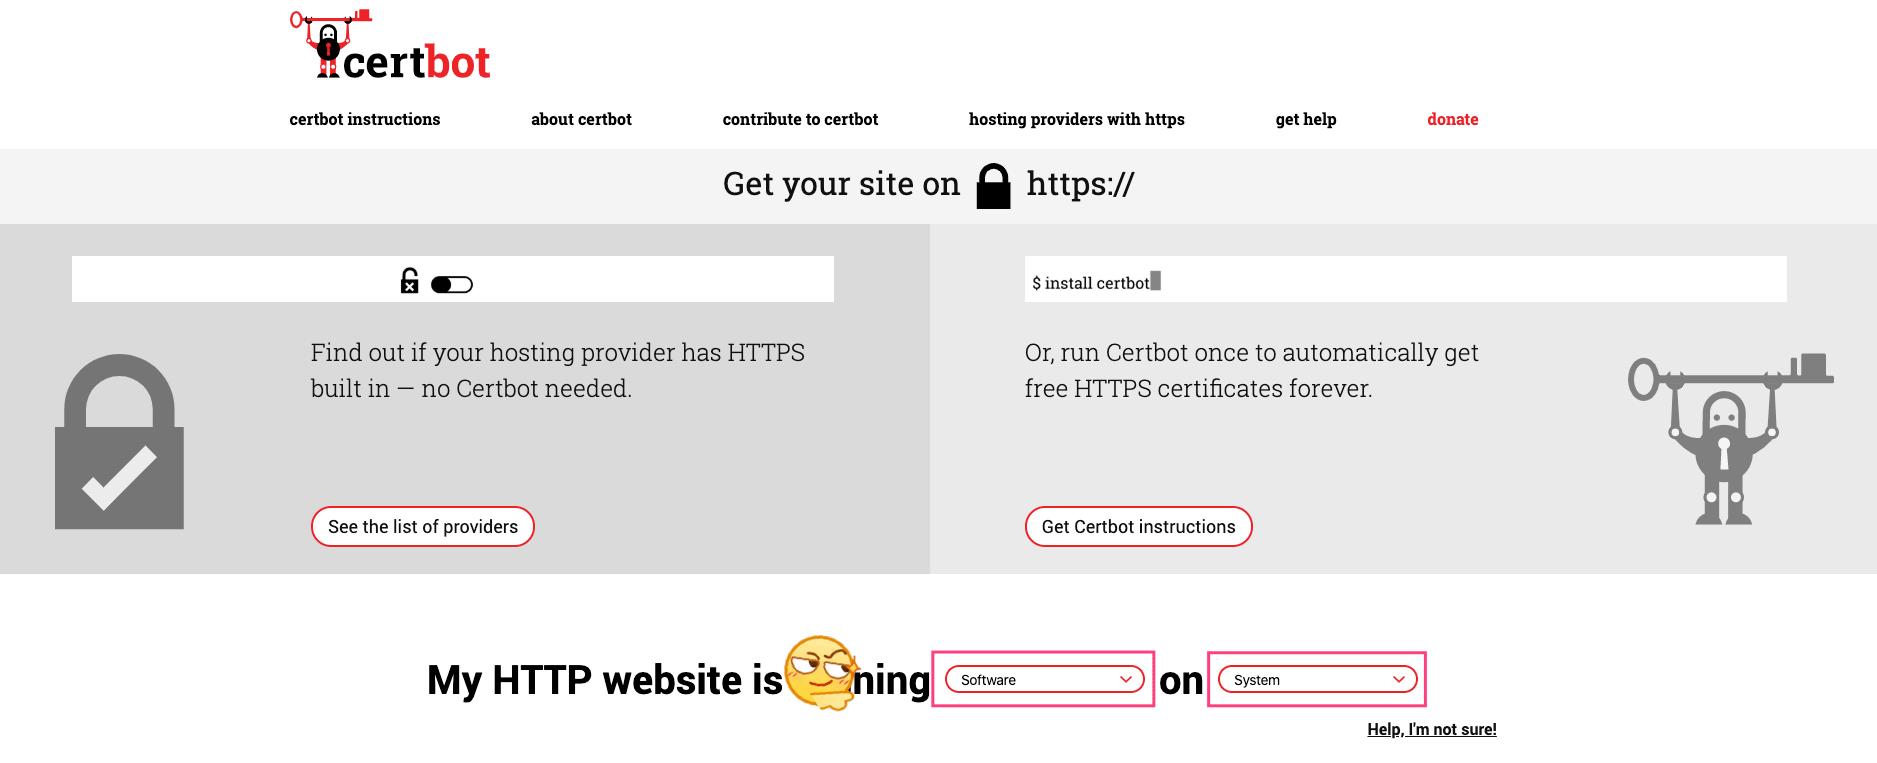 certbot
certbot instructions about certbot contribute to certbot hosting providers with https get help donate
Get your site on https://
$ install certbot
Find out if your hosting provider has HTTPS
built in — no Certbot needed.
Or, run Certbot once to automatically get
free HTTPS certificates forever.
See the list of providers
Get Certbot instructions
My HTTP website is ning Software on System
Help, I'm not sure!